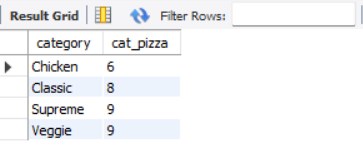 Result Grid Filter Rows:
category cat_pizza
Chicken 6
Classic 8
Supreme 9
Veggie 9